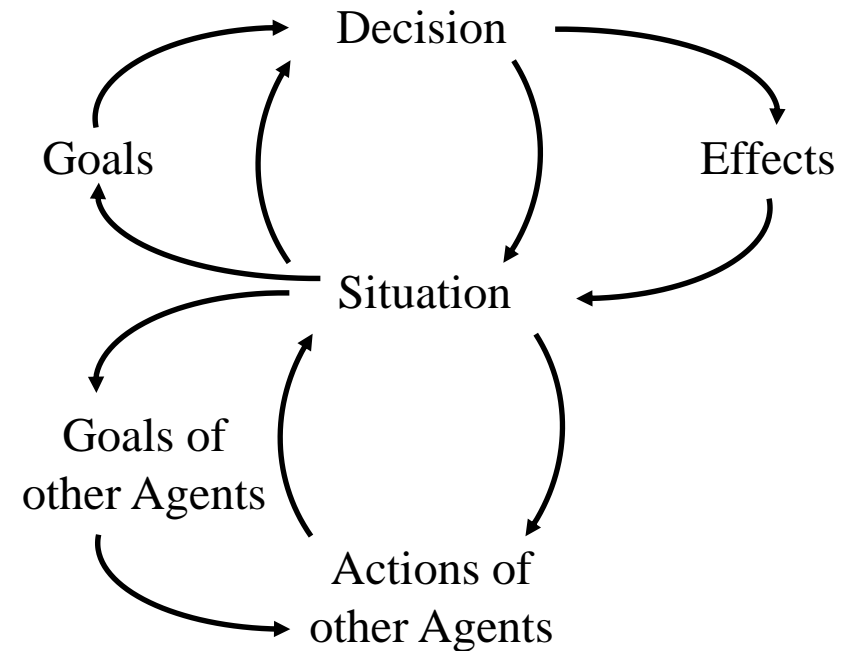 Decision
Goals
Effects
Situation
Goals of
other Agents
Actions of
other Agents